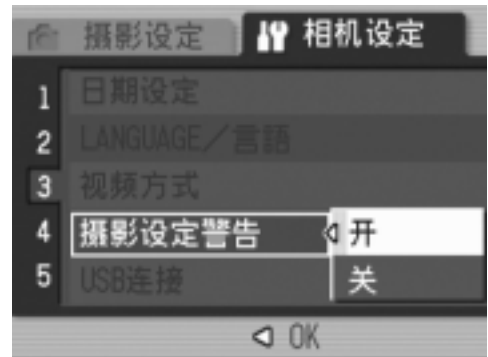 摄影设定 相机设定
1 日期设定
2 LANGUAGE／言語
3 视频方式
4 摄影设定警告 开
5 USB连接 关
OK